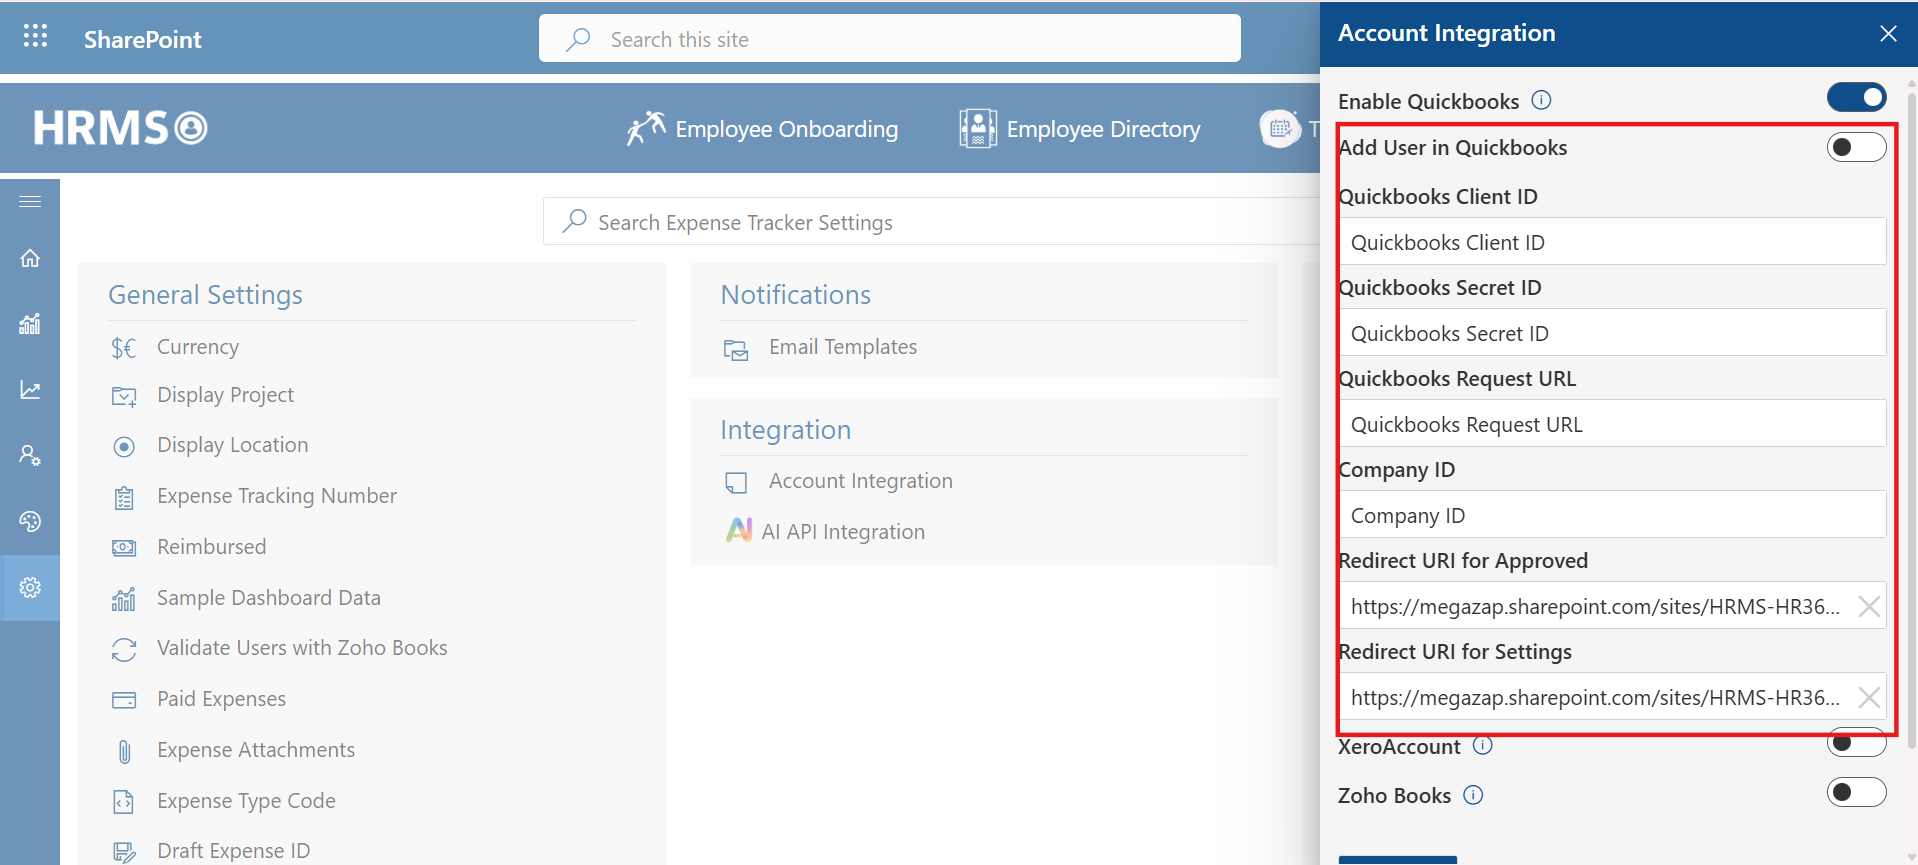 SharePoint
Search this site
HRMS
Employee Onboarding
Employee Directory
T
Search Expense Tracker Settings
General Settings
Currency
Display Project
Display Location
Expense Tracking Number
Reimbursed
Sample Dashboard Data
Validate Users with Zoho Books
Paid Expenses
Expense Attachments
Expense Type Code
Draft Expense ID
Notifications
Email Templates
Integration
Account Integration
AI AI API Integration
Account Integration
Enable Quickbooks
Add User in Quickbooks
Quickbooks Client ID
Quickbooks Client ID
Quickbooks Secret ID
Quickbooks Secret ID
Quickbooks Request URL
Quickbooks Request URL
Company ID
Company ID
Redirect URI for Approved
https://megazap.sharepoint.com/sites/HRMS-HR36...
Redirect URI for Settings
https://megazap.sharepoint.com/sites/HRMS-HR36...
XeroAccount
Zoho Books